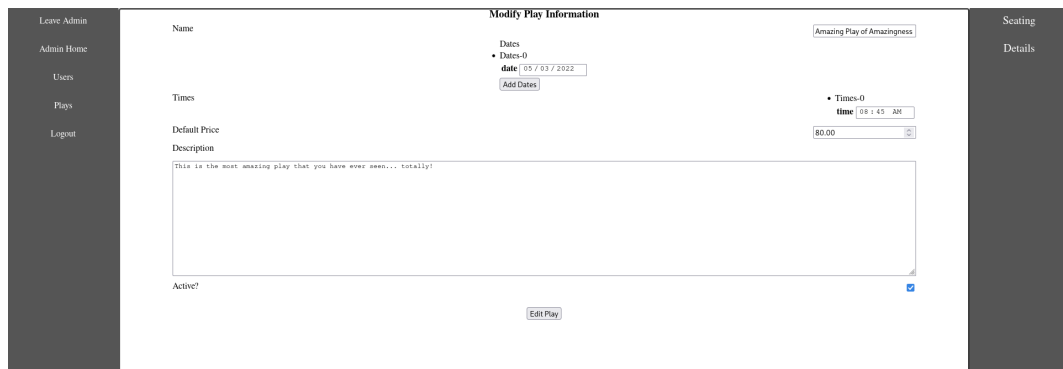 Leave Admin
Admin Home
Users
Plays
Logout
Modify Play Information
Name
Amazing Play of Amazingness
Dates
• Dates-0
date 05/03/2022
Add Dates
Times
• Times-0
time 08:45 AM
Default Price
80.00
Description
This is the most amazing play that you have ever seen... totally!
Active?
Edit Play
Seating
Details